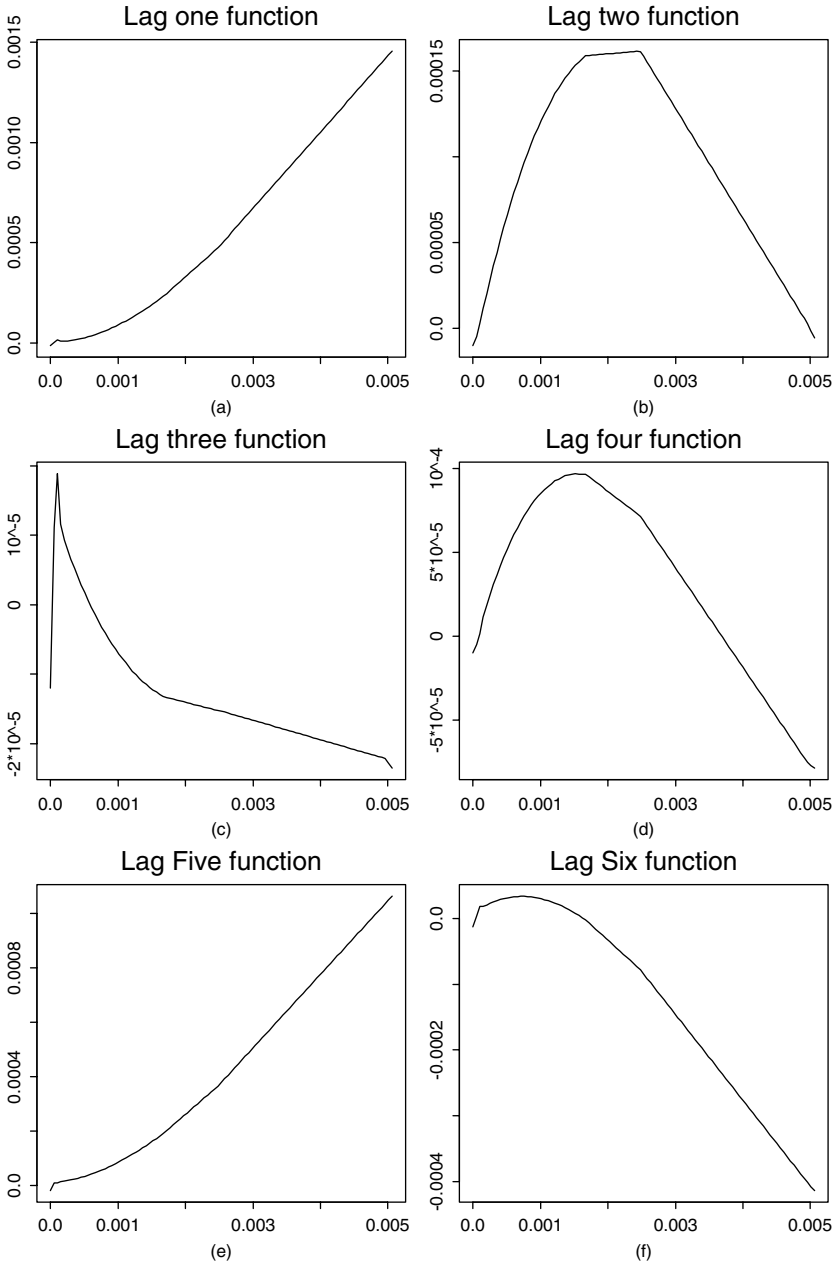 Lag one function
0.0015
0.0010
0.0005
0.0
0.0 0.001 0.003 0.005
(a)
Lag two function
0.00015
0.00005
0.0
0.0 0.001 0.003 0.005
(b)
Lag three function
10^-5
0
-2*10^-5
0.0 0.001 0.003 0.005
(c)
Lag four function
10^-4
5*10^-5
0
-5*10^-5
0.0 0.001 0.003 0.005
(d)
Lag Five function
0.0008
0.0004
0.0
0.0 0.001 0.003 0.005
(e)
Lag Six function
0.0
-0.0002
-0.0004
0.0 0.001 0.003 0.005
(f)